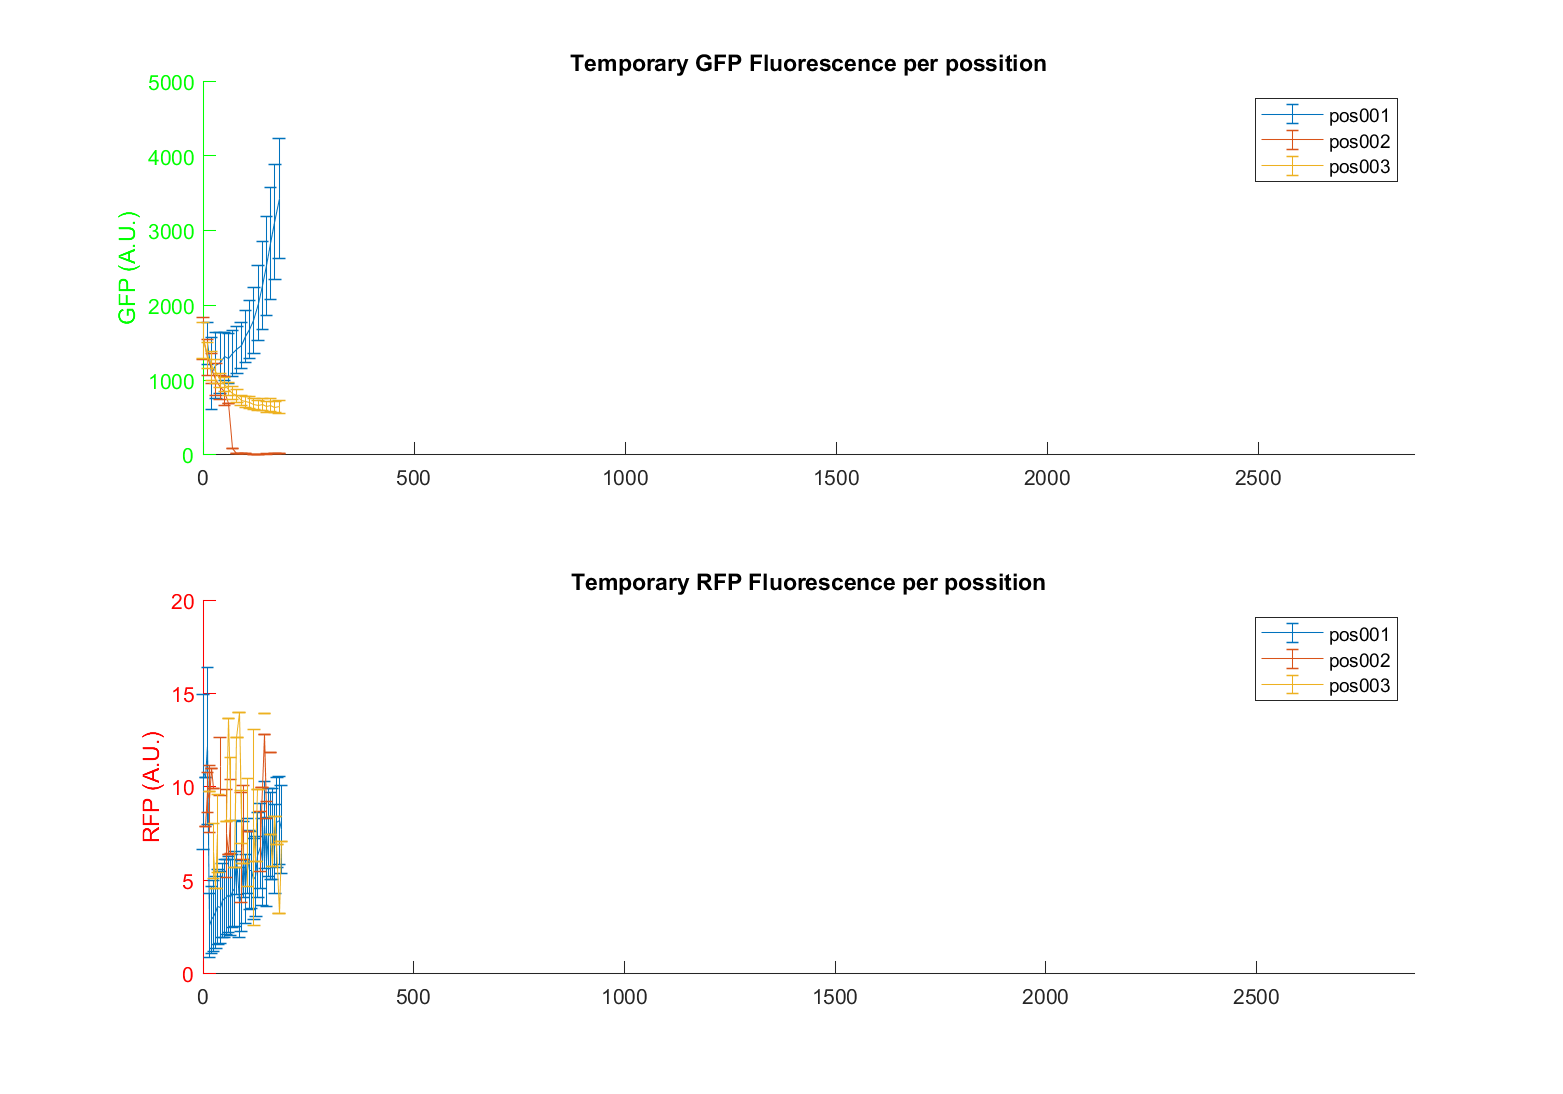 Temporary GFP Fluorescence per possition
5000
4000
3000
2000
1000
0
GFP (A.U.)
pos001
pos002
pos003
0 500 1000 1500 2000 2500
Temporary RFP Fluorescence per possition
20
15
10
5
0
RFP (A.U.)
pos001
pos002
pos003
0 500 1000 1500 2000 2500